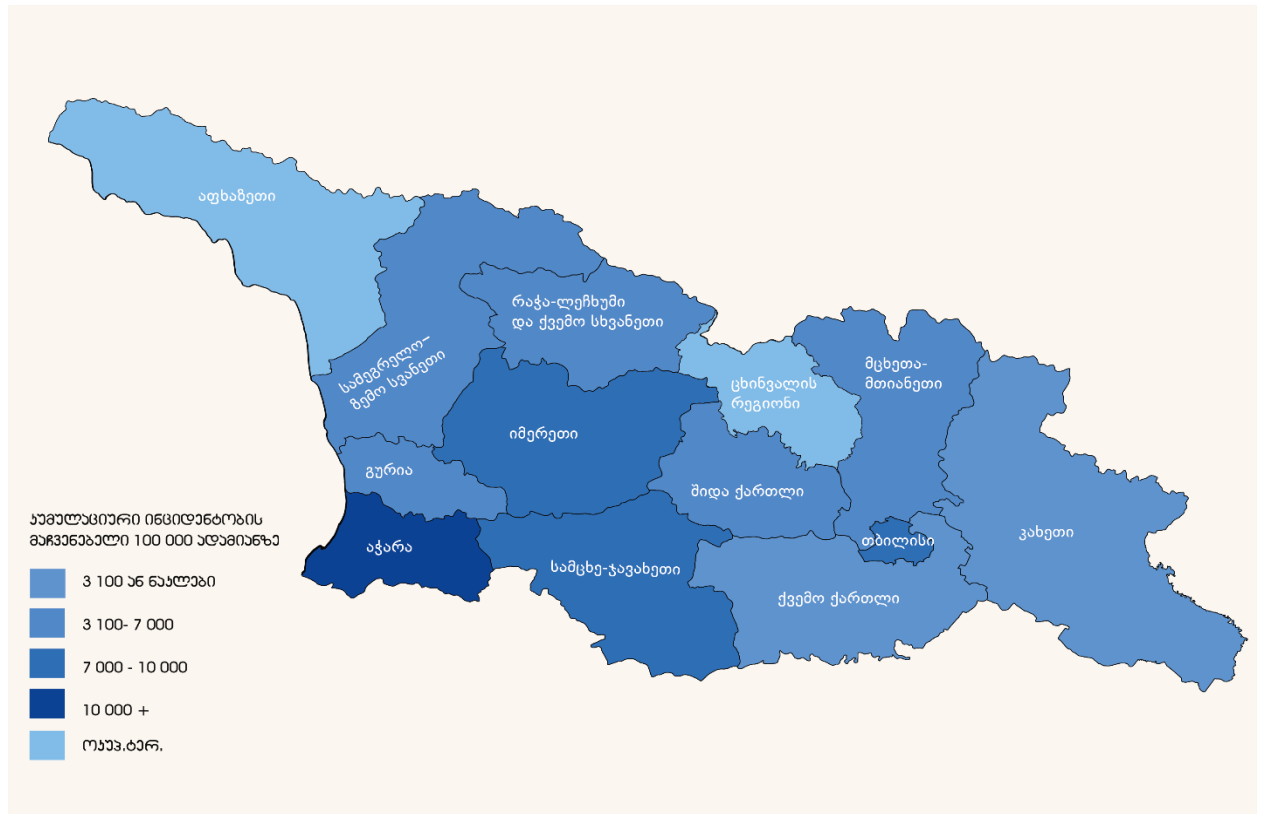 აფხაზეთი
რაჭა-ლეჩხუმი
და ქვემო სხვანეთი
მცხეთა-
მთიანეთი
სამეგრელო–
ზემო სვანეთი
ცხინვალის
რეგიონი
იმერეთი
გურია
შიდა ქართლი
კახეთი
თბილისი
აჭარა
სამცხე-ჯავახეთი
ქვემო ქართლი
კუმულაციური ინციდენტობის
მაჩვენებელი 100 000 ადამიანზე
3 100 ან ნაკლები
3 100- 7 000
7 000 - 10 000
10 000 +
ოკუპ.ტერ.